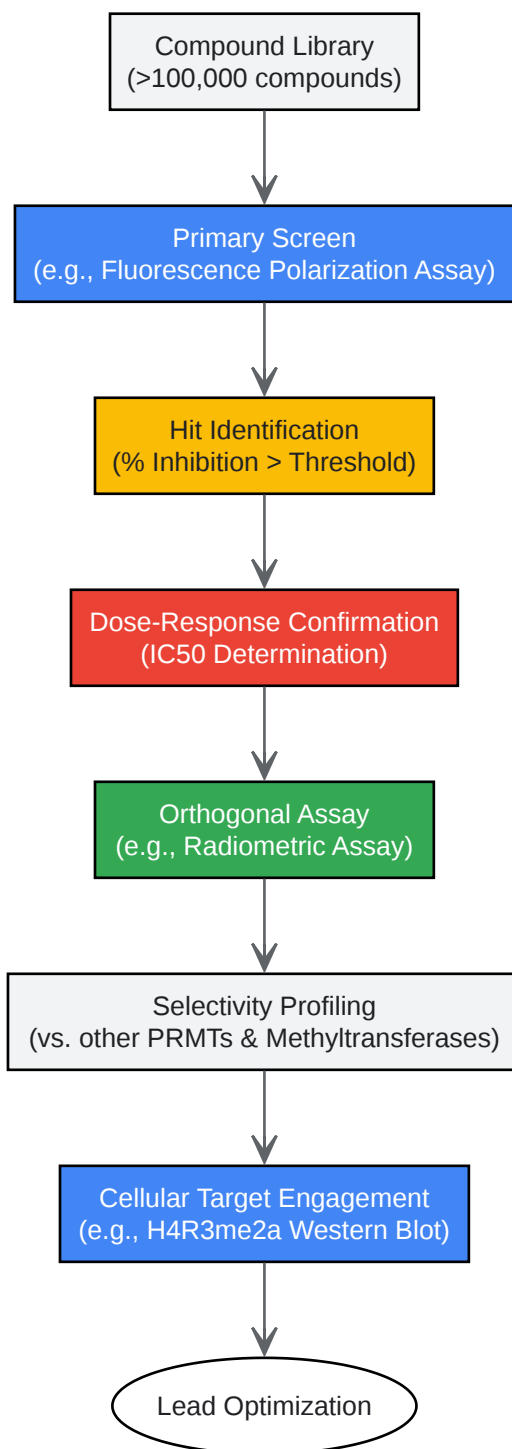 Compound Library
(>100,000 compounds)
Primary Screen
(e.g., Fluorescence Polarization Assay)
Hit Identification
(% Inhibition > Threshold)
Dose-Response Confirmation
(IC50 Determination)
Orthogonal Assay
(e.g., Radiometric Assay)
Selectivity Profiling
(vs. other PRMTs & Methyltransferases)
Cellular Target Engagement
(e.g., H4R3me2a Western Blot)
Lead Optimization